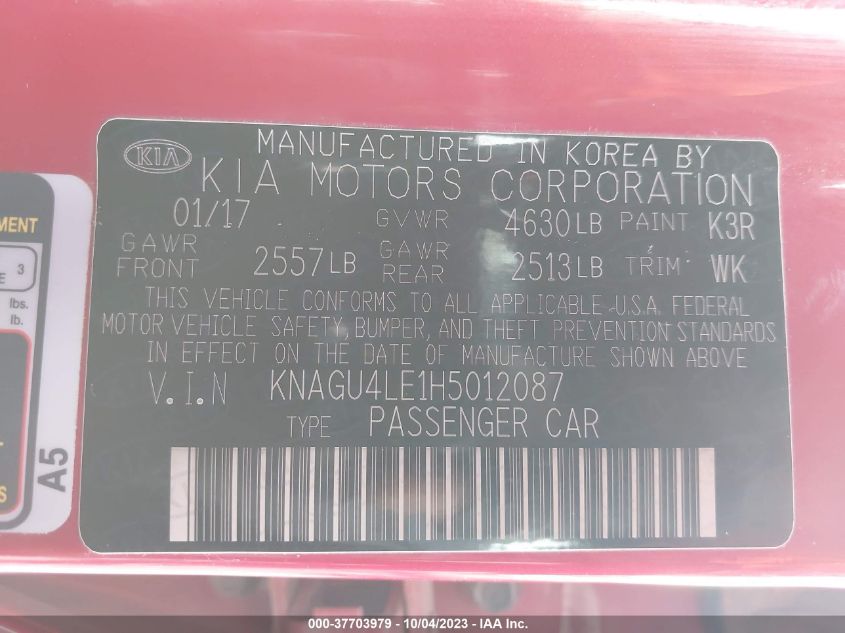 MANUFACTURED IN KOREA BY
KIA
KIA MOTORS CORPORATION
01/17 GVWR 4630LB PAINT K3R
GAWR FRONT 2557LB GAWR REAR 2513LB TRIM WK
THIS VEHICLE CONFORMS TO ALL APPLICABLE U.S.A. FEDERAL
MOTOR VEHICLE SAFETY, BUMPER, AND THEFT PREVENTION STANDARDS
IN EFFECT ON THE DATE OF MANUFACTURE SHOWN ABOVE
V.I.N KNAGU4LE1H5012087
TYPE PASSENGER CAR
MENT
3
E
lbs.
lb.
S
A5
000-37703979 - 10/04/2023 - IAA Inc.